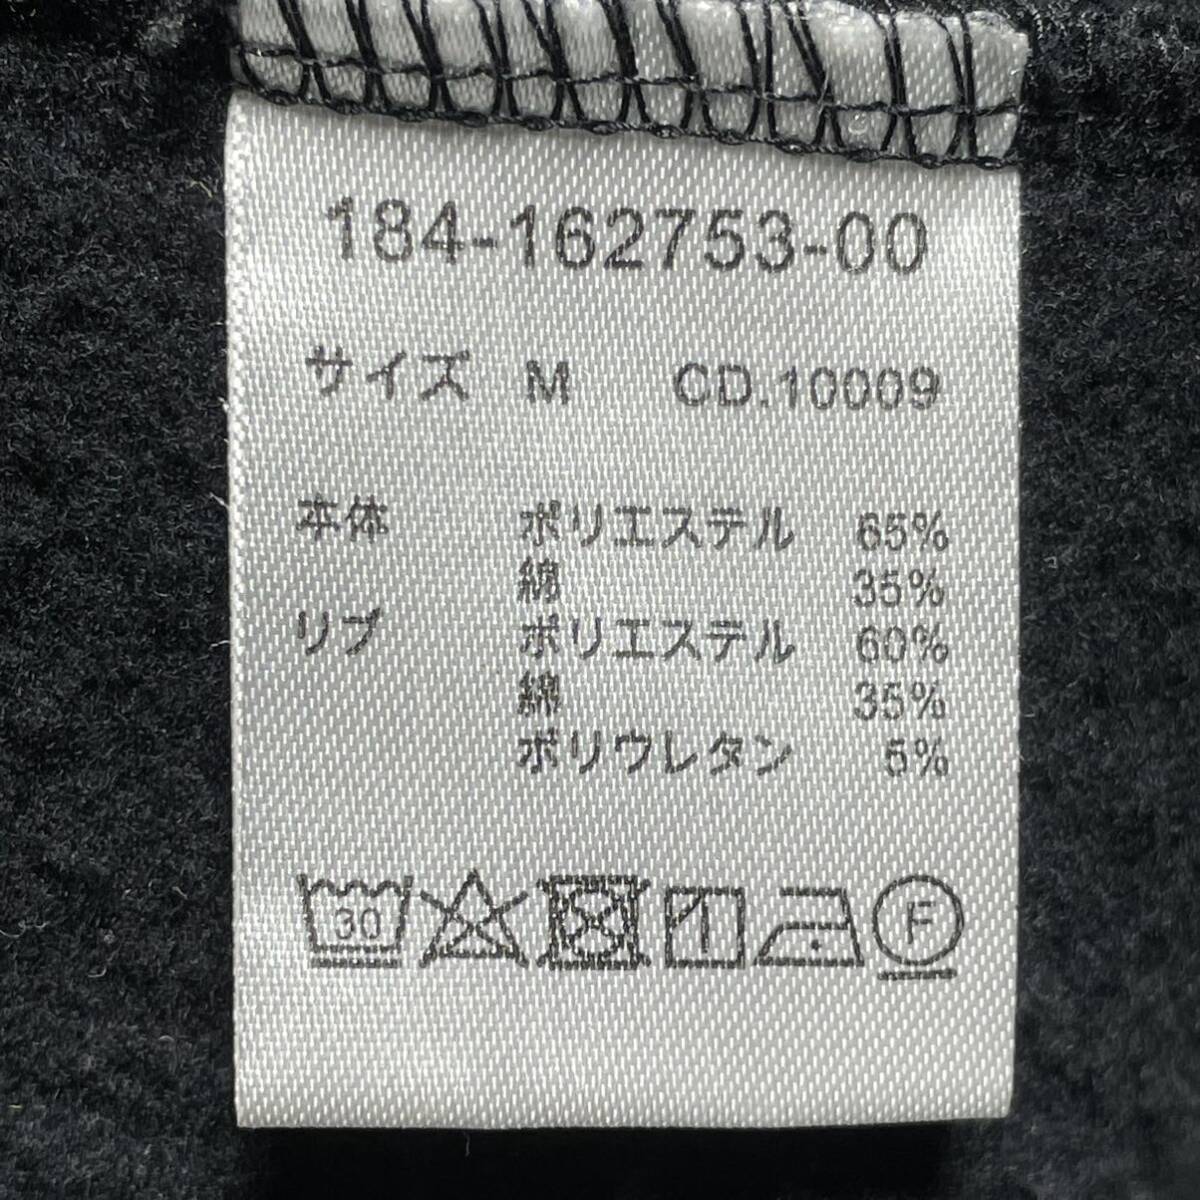 184-162753-00
サイズ M CD.10009
本体 ポリエステル 65%
綿 35%
リブ ポリエステル 60%
綿 35%
ポリウレタン 5%
30 F